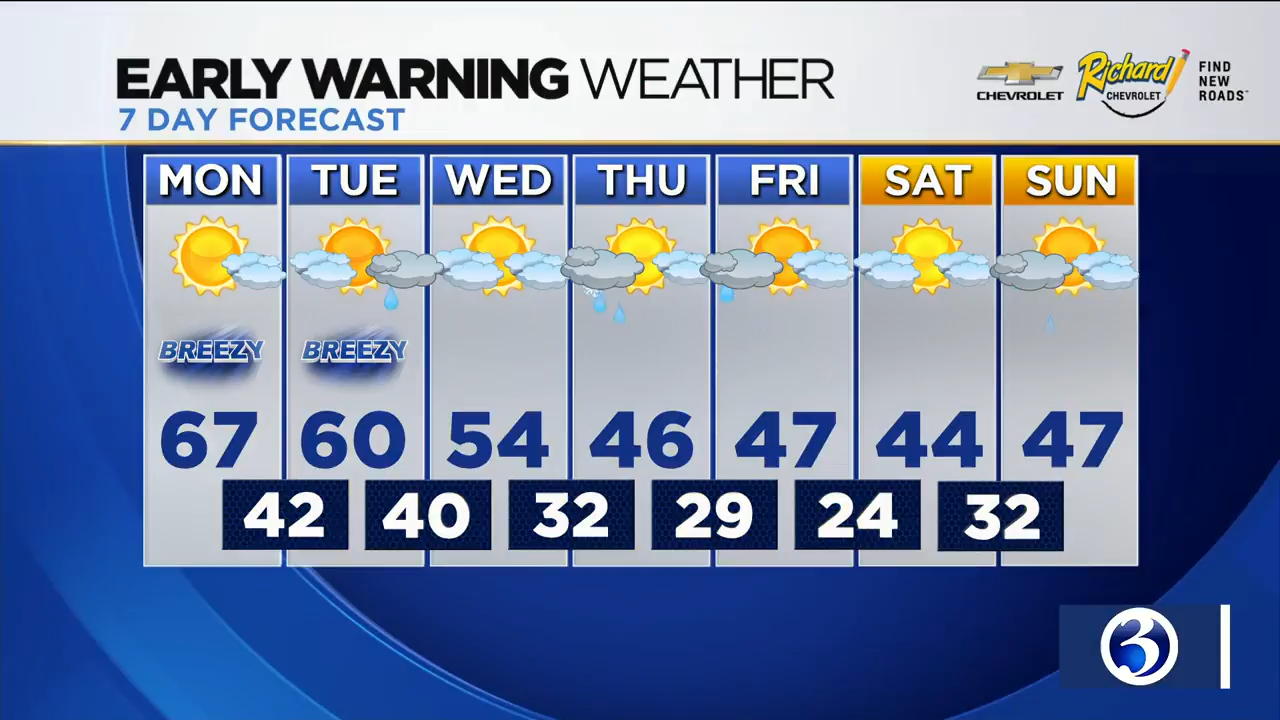 EARLY WARNING WEATHER
7 DAY FORECAST
CHEVROLET
Richard
CHEVROLET
FIND
NEW
ROADS™
MON TUE WED THU FRI SAT SUN
BREEZY BREEZY
67 60 54 46 47 44 47
42 40 32 29 24 32
3